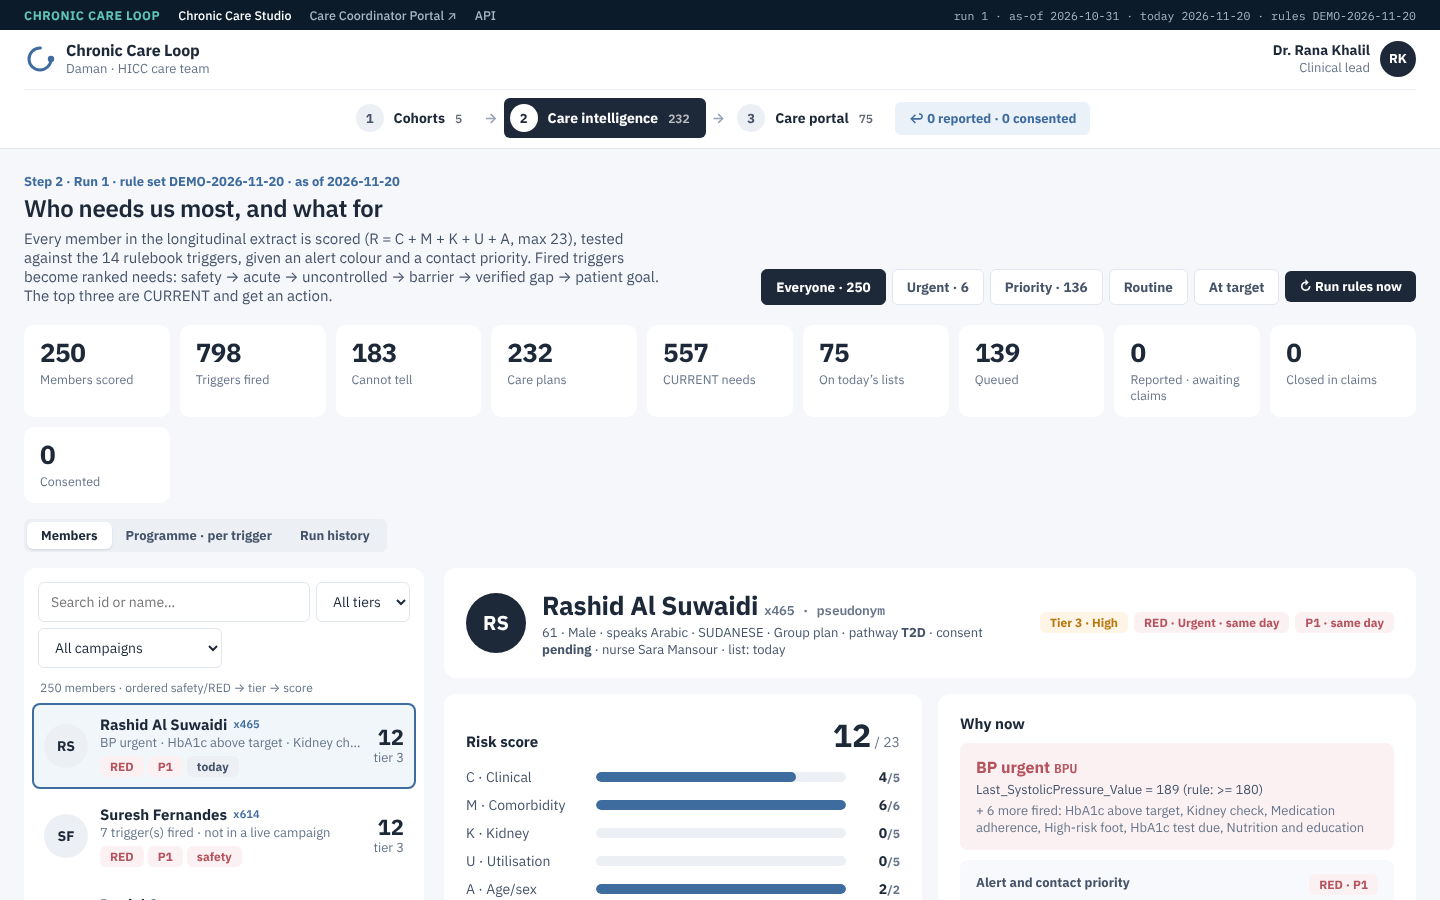 CHRONIC CARE LOOP Chronic Care Studio Care Coordinator Portal ↗ API run 1 · as-of 2026-10-31 · today 2026-11-20 · rules DEMO-2026-11-20
Chronic Care Loop
Daman · HICC care team
Dr. Rana Khalil
Clinical lead
RK
1 Cohorts 5 → 2 Care intelligence 232 → 3 Care portal 75 ↩ 0 reported · 0 consented
Step 2 · Run 1 · rule set DEMO-2026-11-20 · as of 2026-11-20
Who needs us most, and what for
Every member in the longitudinal extract is scored (R = C + M + K + U + A, max 23), tested
against the 14 rulebook triggers, given an alert colour and a contact priority. Fired triggers
become ranked needs: safety → acute → uncontrolled → barrier → verified gap → patient goal.
The top three are CURRENT and get an action.
Everyone · 250 Urgent · 6 Priority · 136 Routine At target ↻ Run rules now
250
Members scored
798
Triggers fired
183
Cannot tell
232
Care plans
557
CURRENT needs
75
On today's lists
139
Queued
0
Reported · awaiting
claims
0
Closed in claims
0
Consented
Members Programme · per trigger Run history
Search id or name...
All tiers
All campaigns
250 members · ordered safety/RED → tier → score
RS
Rashid Al Suwaidi x465
BP urgent · HbA1c above target · Kidney ch...
RED P1 today
12
tier 3
SF
Suresh Fernandes x614
7 trigger(s) fired · not in a live campaign
RED P1 safety
12
tier 3
RS
Rashid Al Suwaidi x465 · pseudonym
61 · Male · speaks Arabic · SUDANESE · Group plan · pathway T2D · consent
pending · nurse Sara Mansour · list: today
Tier 3 · High RED · Urgent · same day P1 · same day
Risk score 12 / 23
C · Clinical 4/5
M · Comorbidity 6/6
K · Kidney 0/5
U · Utilisation 0/5
A · Age/sex 2/2
Why now
BP urgent BPU
Last_SystolicPressure_Value = 189 (rule: >= 180)
+ 6 more fired: HbA1c above target, Kidney check, Medication
adherence, High-risk foot, HbA1c test due, Nutrition and education
Alert and contact priority RED · P1